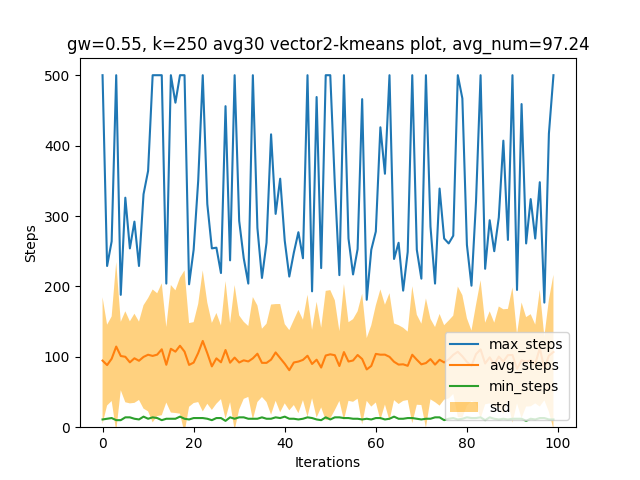 gw=0.55, k=250 avg30 vector2-kmeans plot, avg_num=97.24
500
400
300
200
100
0
Steps
max_steps
avg_steps
min_steps
std
0 20 40 60 80 100
Iterations